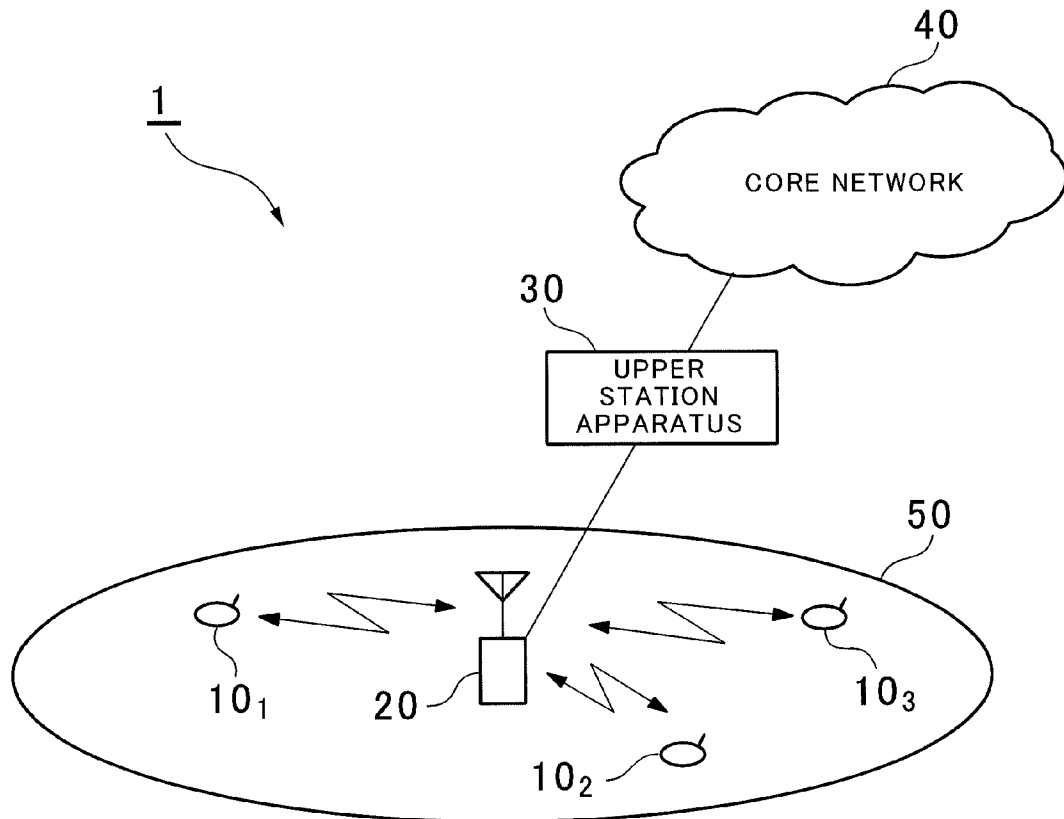 40
1
CORE NETWORK
30
UPPER
STATION
APPARATUS
50
10₁
20
10₃
10₂